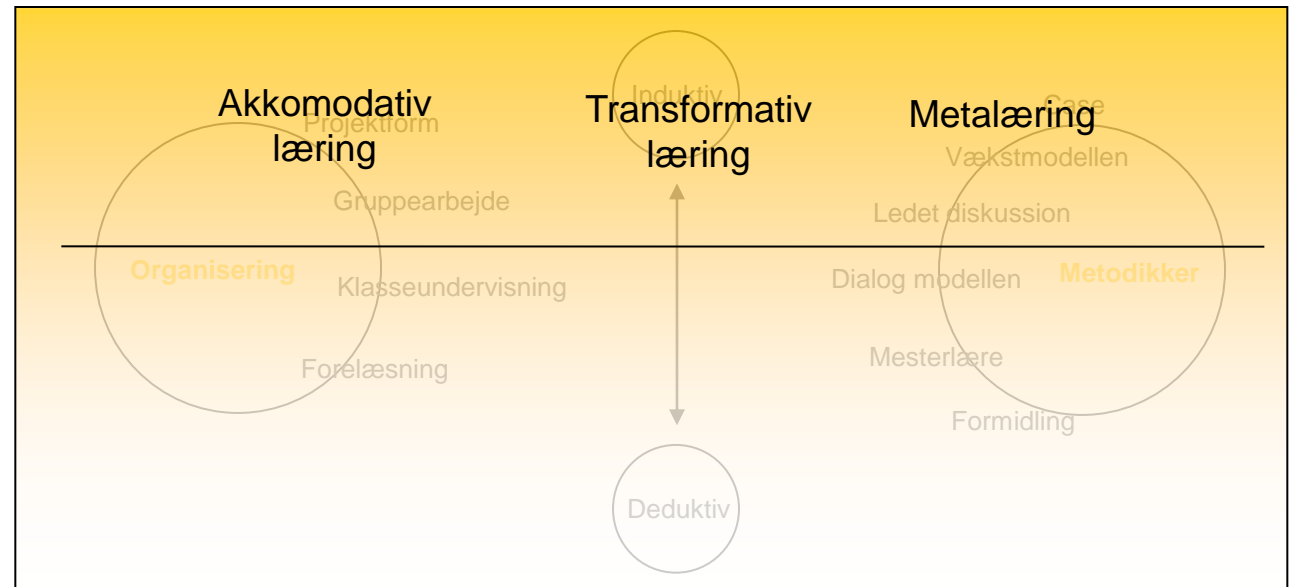 Akkomodativ
læring
Transformativ
læring
Metalæring
Induktiv
Case
Projektform
Vækstmodellen
Gruppearbejde
Ledet diskussion
Organisering
Klasseundervisning
Dialog modellen
Metodikker
Forelæsning
Mesterlære
Formidling
Deduktiv